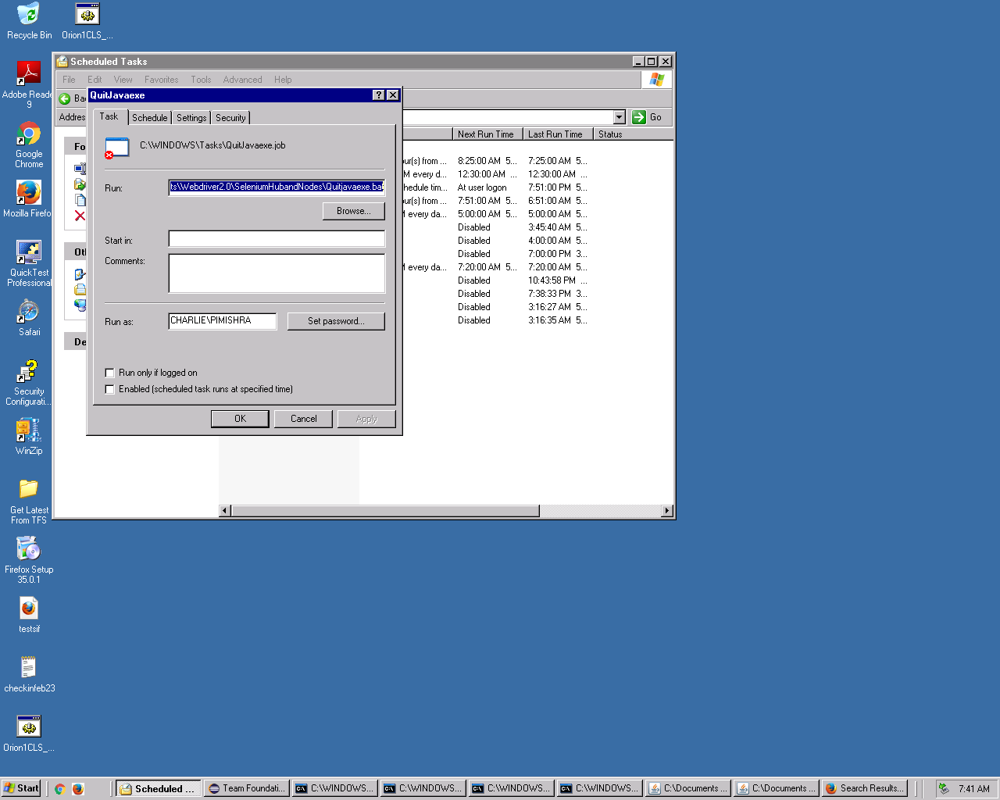 Recycle Bin
Orion1CLS_...
Adobe Reade
9
Google
Chrome
Mozilla Firefo
QuickTest
Professional
Safari
Security
Configurati...
WinZip
Get Latest
From TFS
Firefox Setup
35.0.1
testsif
checkinfeb23
Orion1CLS_...
Scheduled Tasks
File Edit View Favorites Tools Advanced Help
Ba
Addres
Go
Fo
Ot
De
Next Run Time Last Run Time Status
our(s) from ... 8:25:00 AM 5... 7:25:00 AM 5...
M every d... 12:30:00 AM ... 12:30:00 AM ...
hedule tim... At user logon 7:51:00 PM 5...
our(s) from ... 7:51:00 AM 5... 6:51:00 AM 5...
M every da... 5:00:00 AM 5... 5:00:00 AM 5...
Disabled 3:45:40 AM 5...
Disabled 4:00:00 AM 5...
Disabled 7:00:00 PM 3...
M every da... 7:20:00 AM 5... 7:20:00 AM 5...
Disabled 10:43:58 PM ...
Disabled 7:38:33 PM 3...
Disabled 3:16:27 AM 5...
Disabled 3:16:35 AM 5...
QuitJavaexe
Task Schedule Settings Security
C:\WINDOWS\Tasks\QuitJavaexe.job
Run: ts\Webdriver2.0\SeleniumHubandNodes\Quitjavaexe.bat
Browse...
Start in:
Comments:
Run as: CHARLIE\PIMISHRA Set password...
Run only if logged on
Enabled (scheduled task runs at specified time)
OK Cancel Apply
Start Scheduled ... Team Foundati... C:\WINDOWS... C:\WINDOWS... C:\WINDOWS... C:\WINDOWS... C:\Documents ... C:\Documents ... Search Results... 7:41 AM